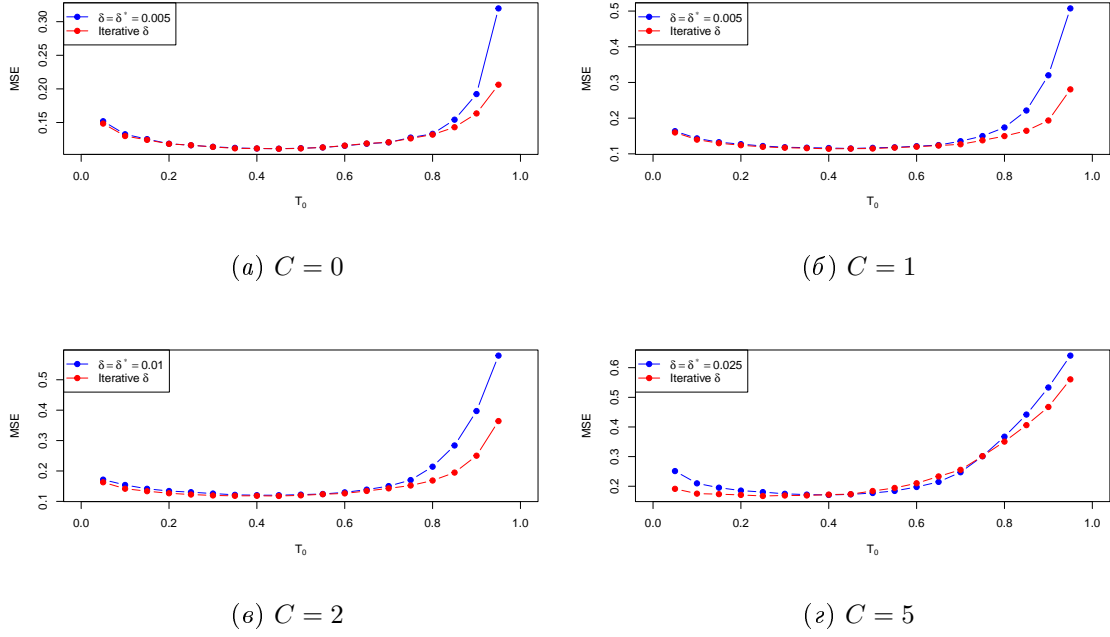 δ = δ* = 0.005
Iterative δ
MSE
0.15 0.20 0.25 0.30
0.0 0.2 0.4 0.6 0.8 1.0
T₀
(а) C = 0
δ = δ* = 0.005
Iterative δ
MSE
0.1 0.2 0.3 0.4 0.5
0.0 0.2 0.4 0.6 0.8 1.0
T₀
(б) C = 1
δ = δ* = 0.01
Iterative δ
MSE
0.1 0.2 0.3 0.4 0.5
0.0 0.2 0.4 0.6 0.8 1.0
T₀
(в) C = 2
δ = δ* = 0.025
Iterative δ
MSE
0.2 0.3 0.4 0.5 0.6
0.0 0.2 0.4 0.6 0.8 1.0
T₀
(г) C = 5